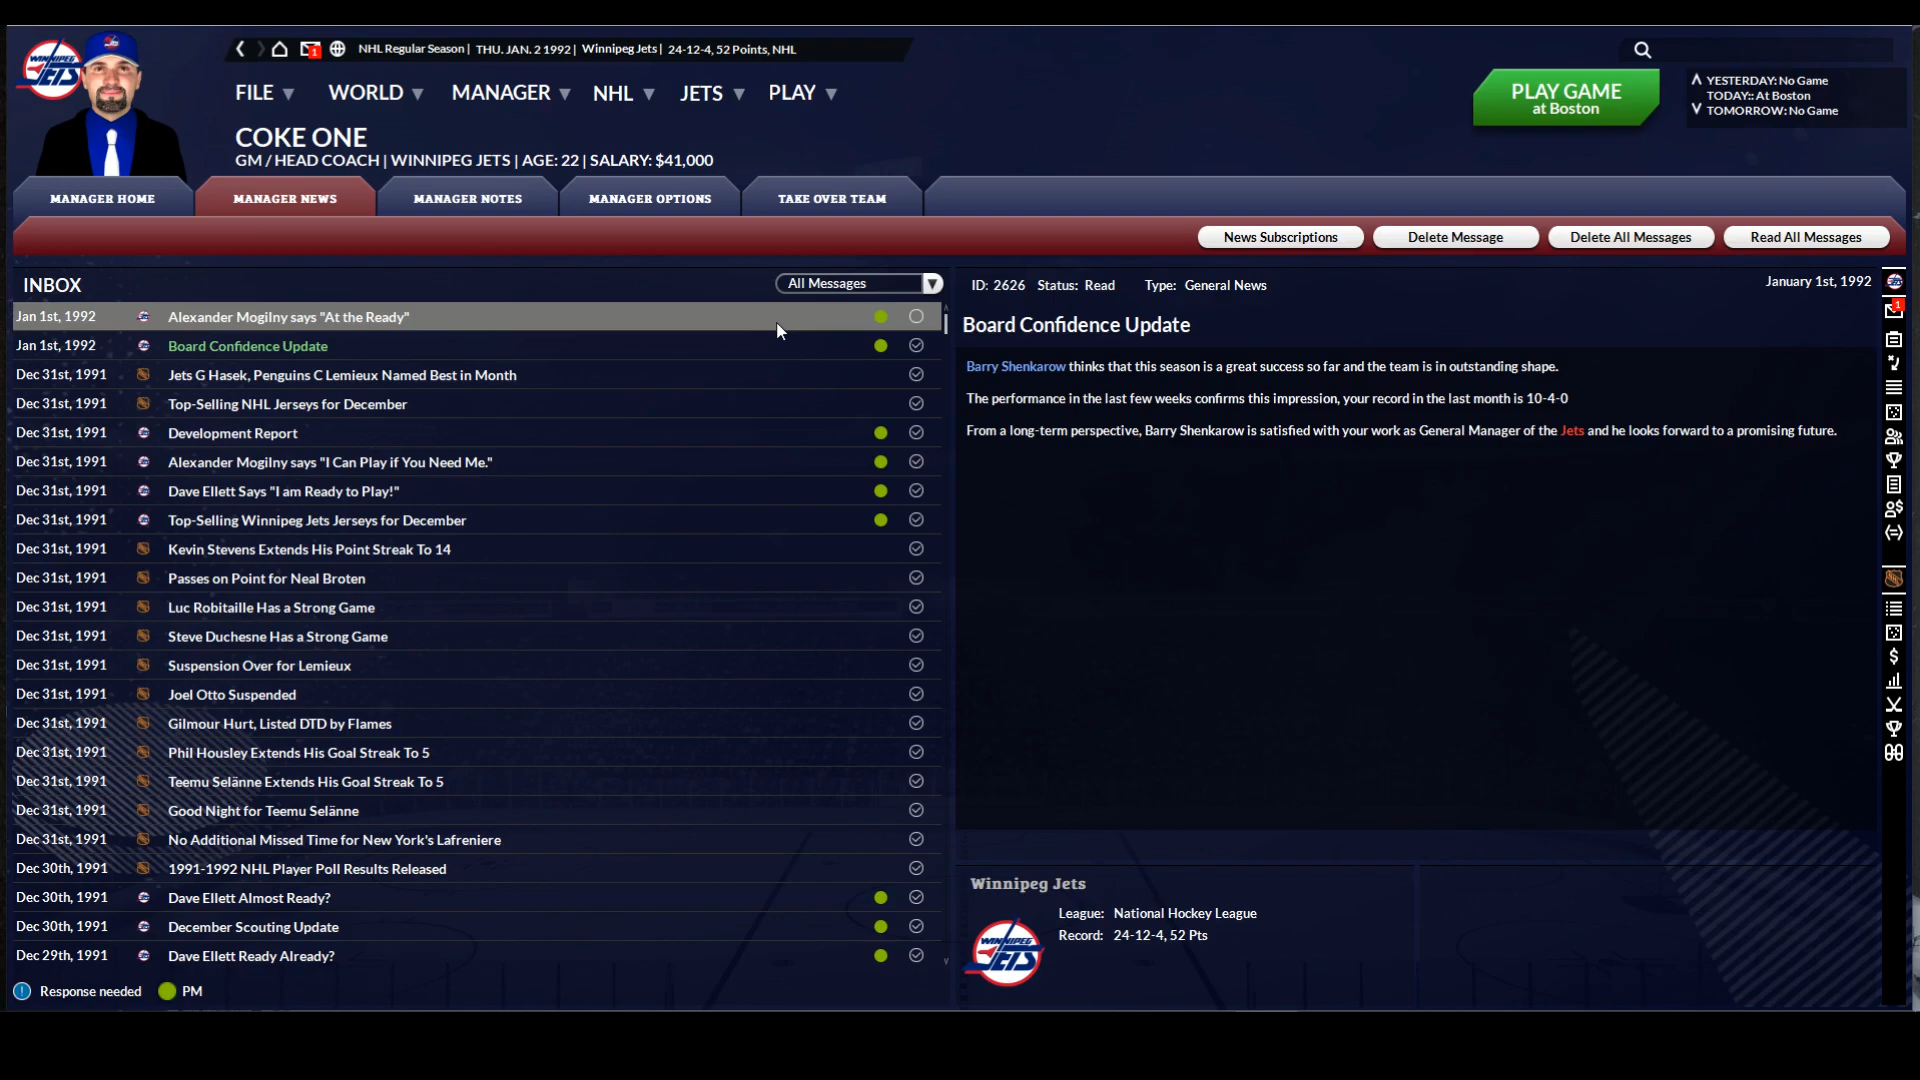 NHL Regular Season | THU. JAN. 2 1992 | Winnipeg Jets | 24-12-4, 52 Points, NHL
FILE WORLD MANAGER NHL JETS PLAY
PLAY GAME
at Boston
YESTERDAY: No Game
TODAY:: At Boston
TOMORROW: No Game
COKE ONE
GM / HEAD COACH | WINNIPEG JETS | AGE: 22 | SALARY: $41,000
MANAGER HOME MANAGER NEWS MANAGER NOTES MANAGER OPTIONS TAKE OVER TEAM
News Subscriptions Delete Message Delete All Messages Read All Messages
INBOX All Messages
Jan 1st, 1992 Alexander Mogilny says "At the Ready"
Jan 1st, 1992 Board Confidence Update
Dec 31st, 1991 Jets G Hasek, Penguins C Lemieux Named Best in Month
Dec 31st, 1991 Top-Selling NHL Jerseys for December
Dec 31st, 1991 Development Report
Dec 31st, 1991 Alexander Mogilny says "I Can Play if You Need Me."
Dec 31st, 1991 Dave Ellett Says "I am Ready to Play!"
Dec 31st, 1991 Top-Selling Winnipeg Jets Jerseys for December
Dec 31st, 1991 Kevin Stevens Extends His Point Streak To 14
Dec 31st, 1991 Passes on Point for Neal Broten
Dec 31st, 1991 Luc Robitaille Has a Strong Game
Dec 31st, 1991 Steve Duchesne Has a Strong Game
Dec 31st, 1991 Suspension Over for Lemieux
Dec 31st, 1991 Joel Otto Suspended
Dec 31st, 1991 Gilmour Hurt, Listed DTD by Flames
Dec 31st, 1991 Phil Housley Extends His Goal Streak To 5
Dec 31st, 1991 Teemu Selänne Extends His Goal Streak To 5
Dec 31st, 1991 Good Night for Teemu Selänne
Dec 31st, 1991 No Additional Missed Time for New York's Lafreniere
Dec 30th, 1991 1991-1992 NHL Player Poll Results Released
Dec 30th, 1991 Dave Ellett Almost Ready?
Dec 30th, 1991 December Scouting Update
Dec 29th, 1991 Dave Ellett Ready Already?
Response needed PM
ID: 2626 Status: Read Type: General News January 1st, 1992
Board Confidence Update
Barry Shenkarow thinks that this season is a great success so far and the team is in outstanding shape.
The performance in the last few weeks confirms this impression, your record in the last month is 10-4-0
From a long-term perspective, Barry Shenkarow is satisfied with your work as General Manager of the Jets and he looks forward to a promising future.
Winnipeg Jets
WINNIPEG
JETS
League: National Hockey League
Record: 24-12-4, 52 Pts